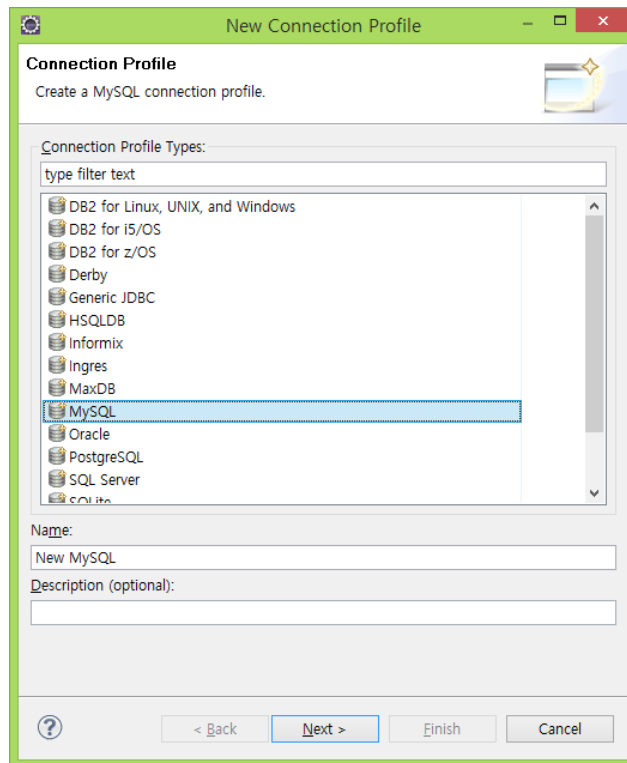 New Connection Profile
Connection Profile
Create a MySQL connection profile.
Connection Profile Types:
type filter text
DB2 for Linux, UNIX, and Windows
DB2 for i5/OS
DB2 for z/OS
Derby
Generic JDBC
HSQLDB
Informix
Ingres
MaxDB
MySQL
Oracle
PostgreSQL
SQL Server
SQLite
Name:
New MySQL
Description (optional):
?
< Back
Next >
Finish
Cancel